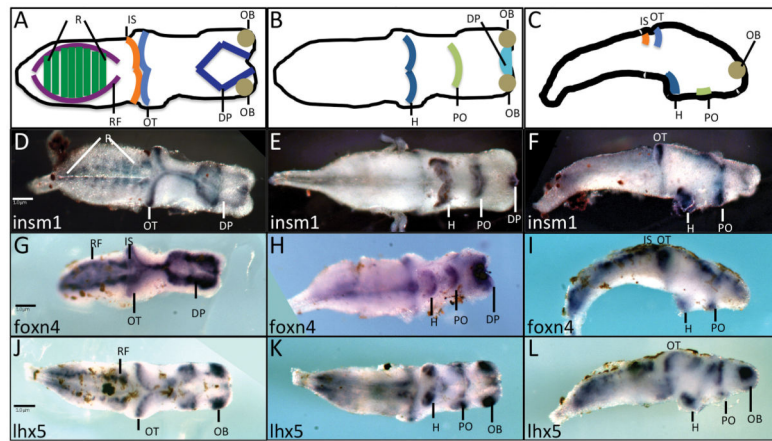 A
R
IS
OB
RF
OT
DP
OB
B
DP
OB
H
PO
C
IS OT
OB
H
PO
D
R
insm1
OT
DP
E
insm1
H
PO
DP
F
OT
insm1
H
PO
G
RF
IS
foxn4
OT
DP
H
foxn4
H
PO
DP
I
IS OT
foxn4
H
PO
J
RF
lhx5
OT
OB
K
lhx5
H
PO
OB
L
OT
lhx5
H
PO
OB